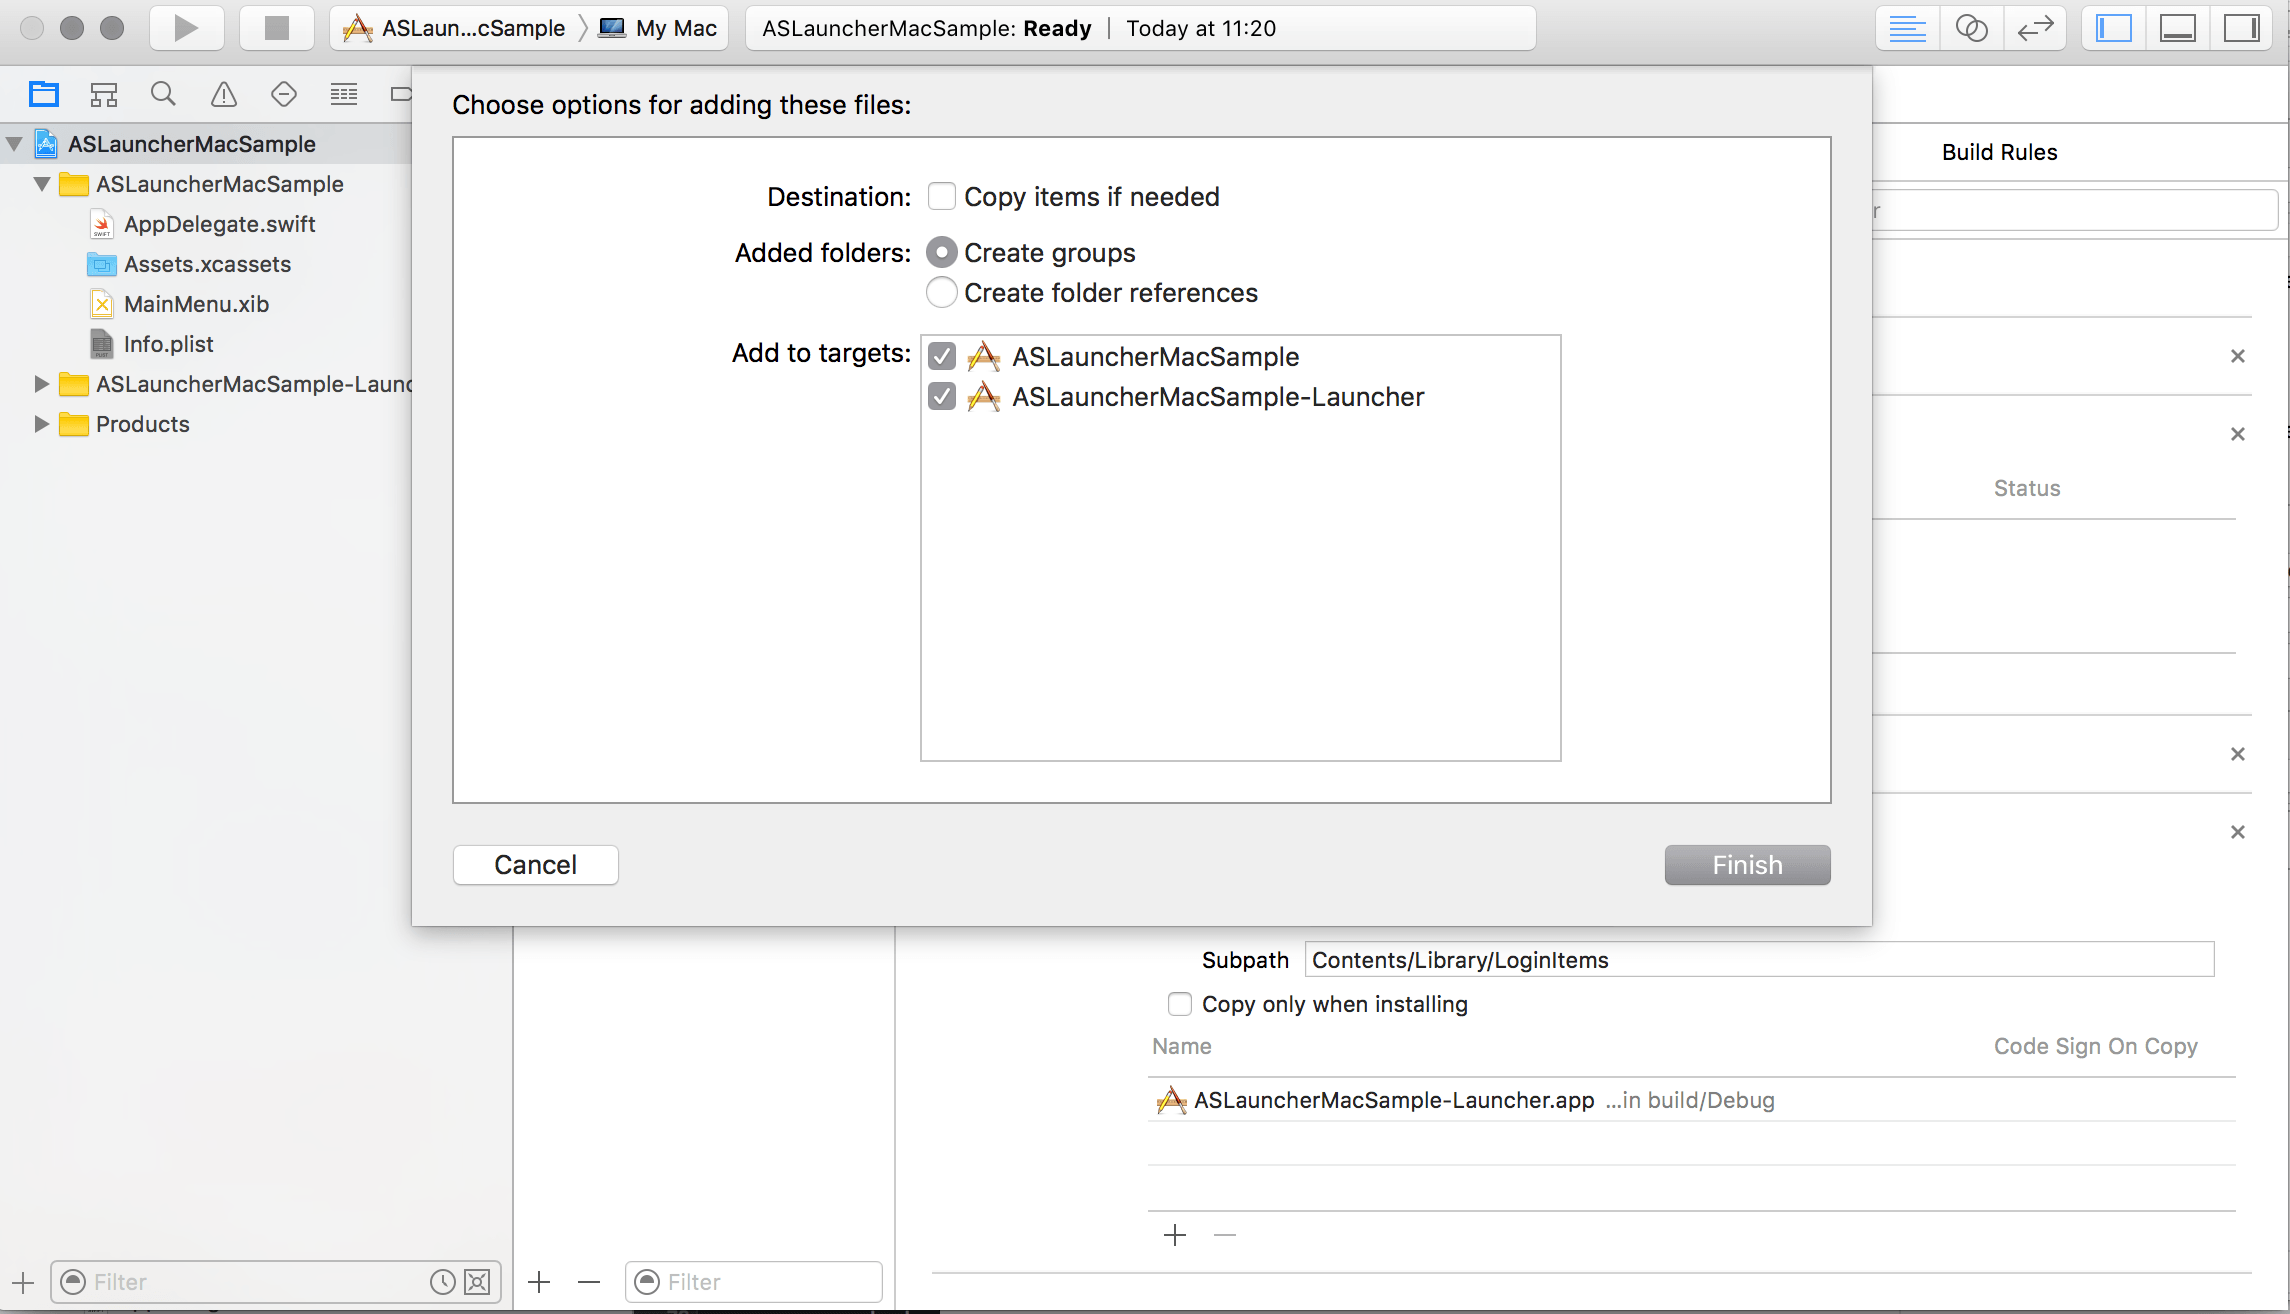 ASLaun...cSample
My Mac
ASLauncherMacSample: Ready
Today at 11:20
Choose options for adding these files:
ASLauncherMacSample
Build Rules
ASLauncherMacSample
Destination:
Copy items if needed
AppDelegate.swift
Added folders:
Create groups
Assets.xcassets
Create folder references
MainMenu.xib
Info.plist
Add to targets:
ASLauncherMacSample
ASLauncherMacSample-Laun
ASLauncherMacSample-Launcher
Products
Status
Cancel
Finish
Subpath
Contents/Library/LoginItems
Copy only when installing
Name
Code Sign On Copy
ASLauncherMacSample-Launcher.app ...in build/Debug
Filter
Filter